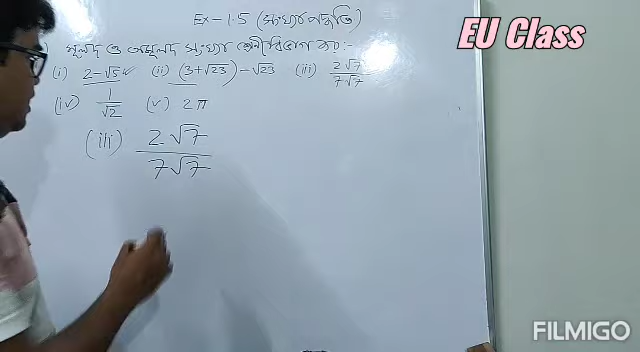 Ex-1.5 (সংখ্যা পদ্ধতি)
EU Class
মূলদ ও অমূলদ সংখ্যা শ্রেণীবিভাগ কর :-
(i) 2-√5 (ii) (3+√23)-√23 (iii) 2√7/7√7
(iv) 1/√2 (v) 2π
(iii) 2√7/7√7
FILMIGO